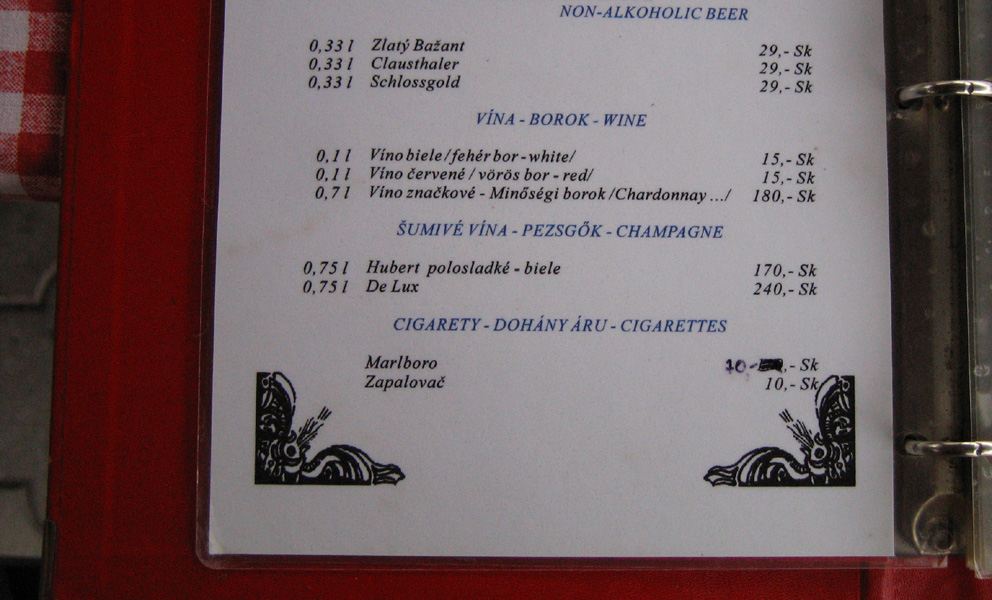 NON-ALKOHOLIC BEER
0,33 l Zlatý Bažant 29,- Sk
0,33 l Clausthaler 29,- Sk
0,33 l Schlossgold 29,- Sk
VÍNA - BOROK - WINE
0,1 l Víno biele /fehér bor - white/ 15,- Sk
0,1 l Víno červené / vörös bor - red/ 15,- Sk
0,7 l Víno značkové - Minőségi borok /Chardonnay .../ 180,- Sk
ŠUMIVÉ VÍNA - PEZSGŐK - CHAMPAGNE
0,75 l Hubert polosladké - biele 170,- Sk
0,75 l De Lux 240,- Sk
CIGARETY - DOHÁNY ÁRU - CIGARETTES
Marlboro ,- Sk
Zapalovač 10,- Sk